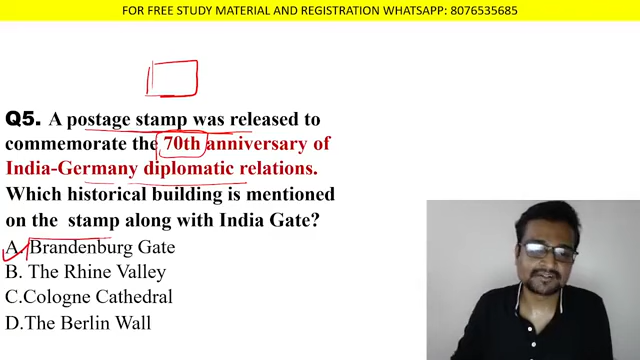 FOR FREE STUDY MATERIAL AND REGISTRATION WHATSAPP: 8076535685
Q5. A postage stamp was released to
commemorate the 70th anniversary of
India-Germany diplomatic relations.
Which historical building is mentioned
on the stamp along with India Gate?
A. Brandenburg Gate
B. The Rhine Valley
C.Cologne Cathedral
D.The Berlin Wall